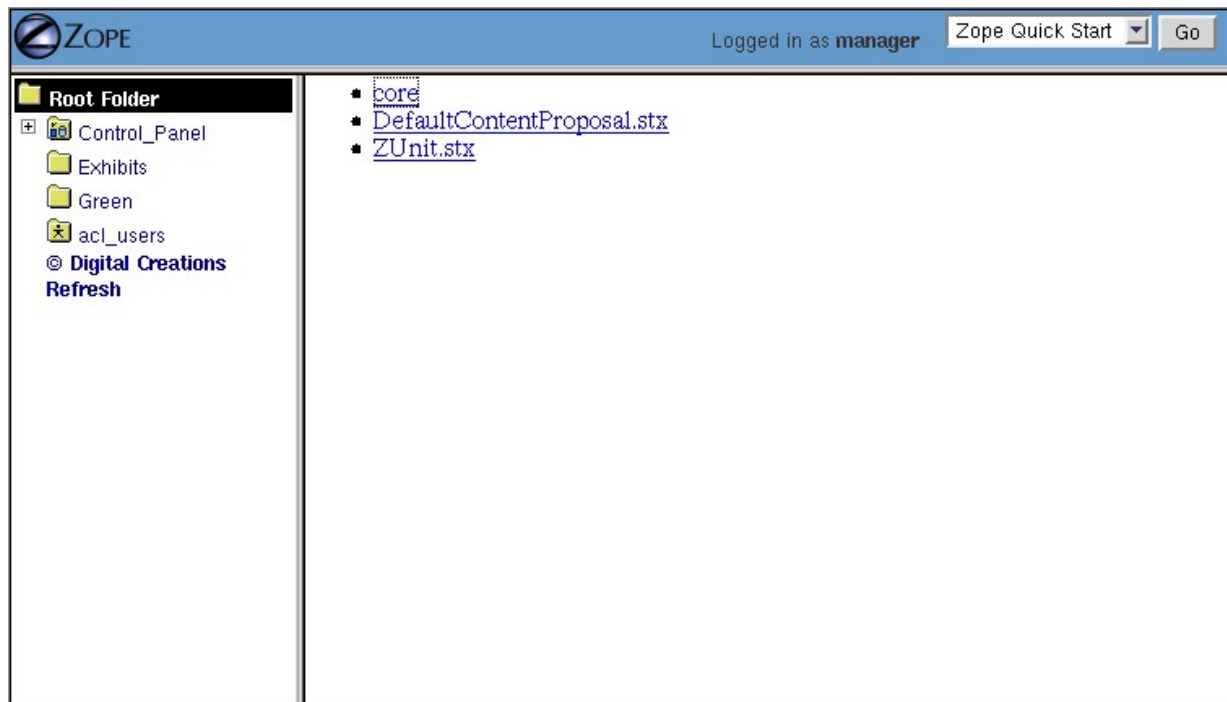 ZOPE
Logged in as manager
Zope Quick Start
Go
Root Folder
Control_Panel
Exhibits
Green
acl_users
© Digital Creations
Refresh
core
DefaultContentProposal.stx
ZUnit.stx